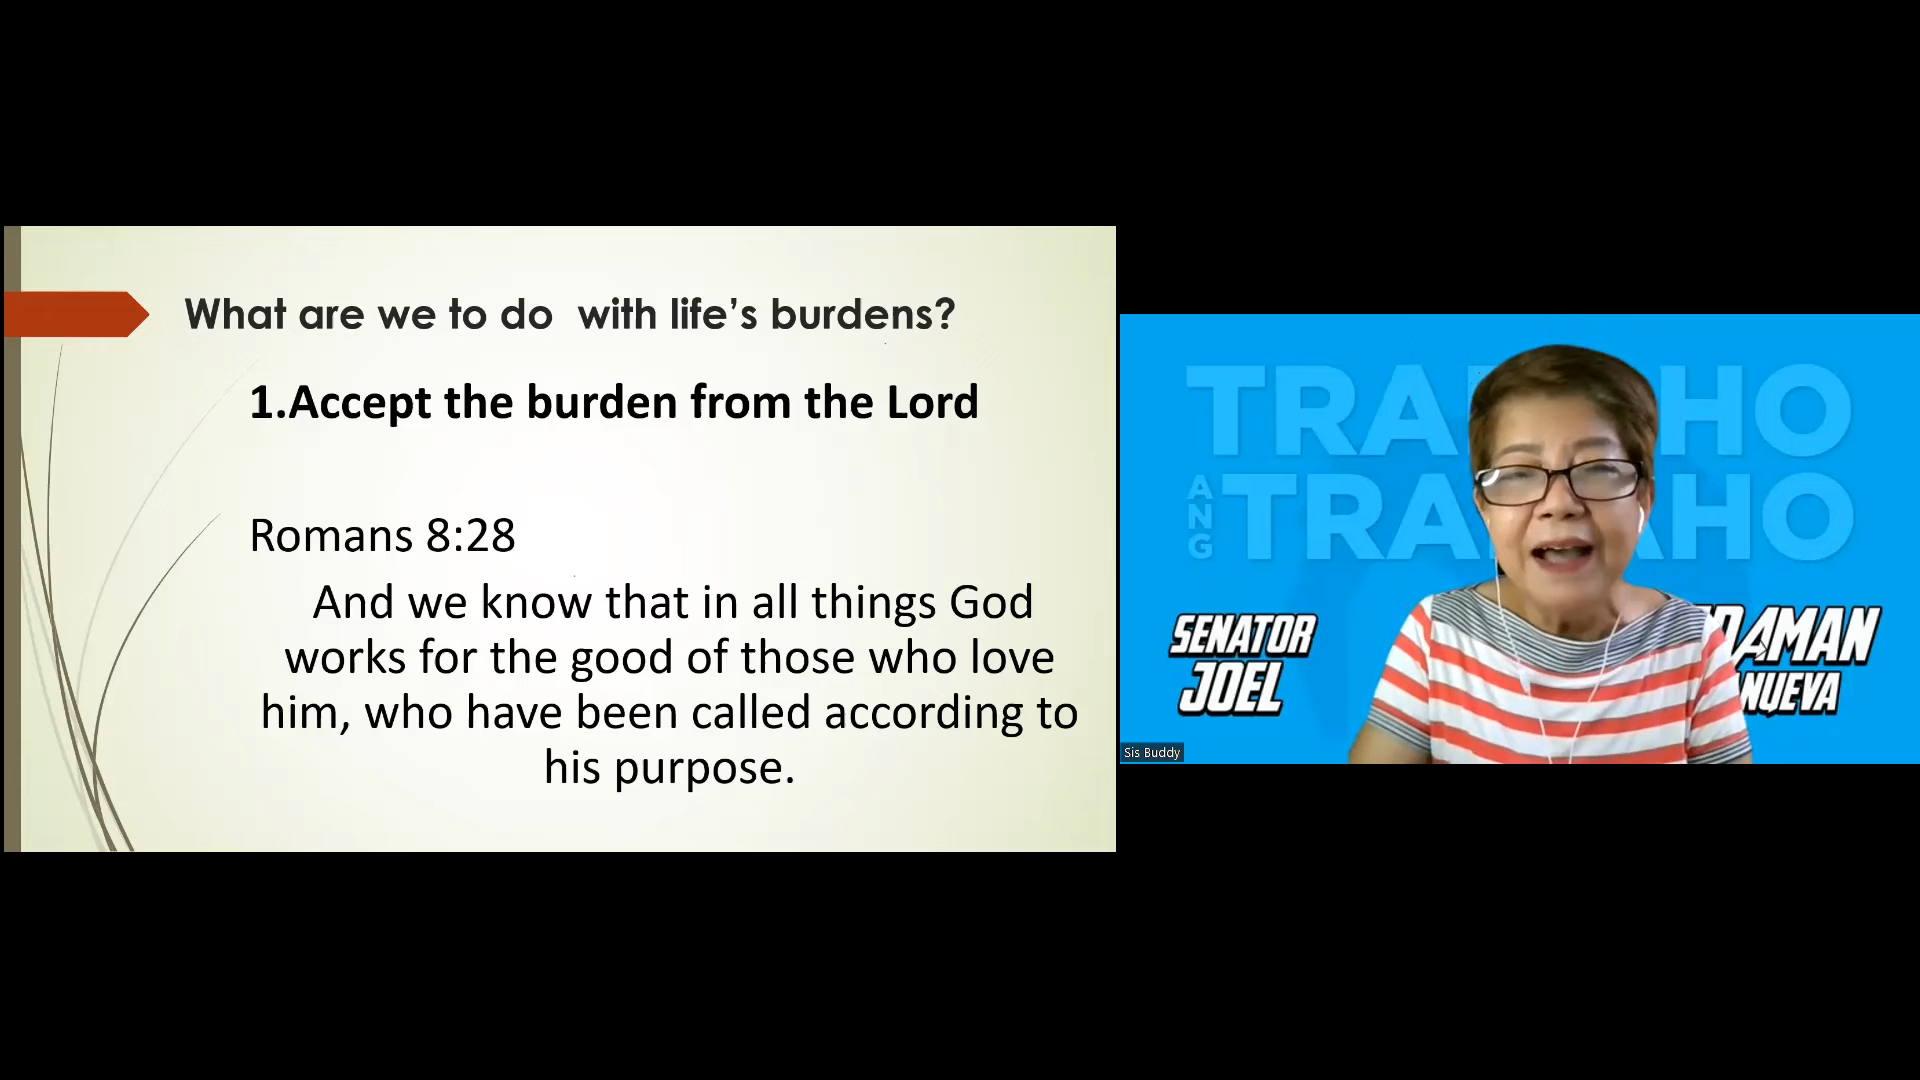 What are we to do  with life’s burdens?
1.Accept the burden from the Lord
Romans 8:28
And we know that in all things God
works for the good of those who love
him, who have been called according to
his purpose.
SENATOR
JOEL
ANG
Sis Buddy